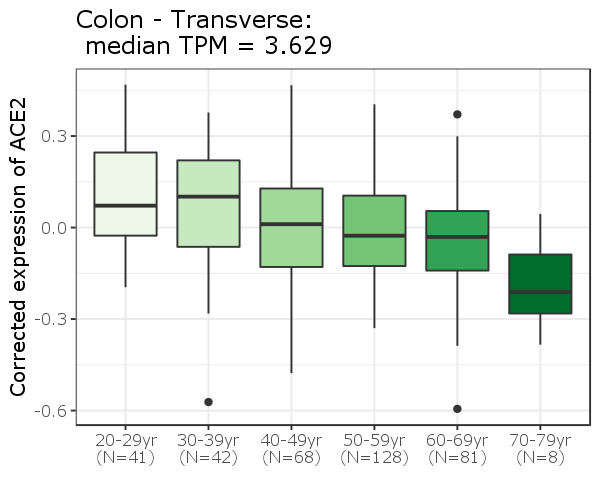 Colon - Transverse:
median TPM = 3.629
Corrected expression of ACE2
0.3
0.0
-0.3
-0.6
20-29yr 30-39yr 40-49yr 50-59yr 60-69yr 70-79yr
(N=41) (N=42) (N=68) (N=128) (N=81) (N=8)